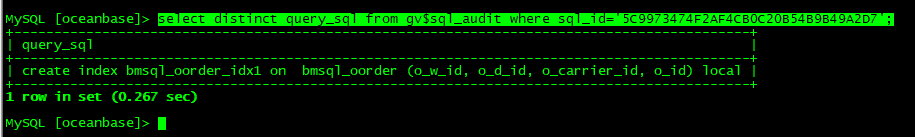 MySQL [oceanbase]> select distinct query_sql from gv$sql_audit where sql_id='5C9973474F2AF4CB0C20B54B9B49A2D7';
+-----------------------------------------------------------------------------------------+
| query_sql                                                                               |
+-----------------------------------------------------------------------------------------+
| create index bmsql_oorder_idx1 on  bmsql_oorder (o_w_id, o_d_id, o_carrier_id, o_id) local |
+-----------------------------------------------------------------------------------------+
1 row in set (0.267 sec)
MySQL [oceanbase]>